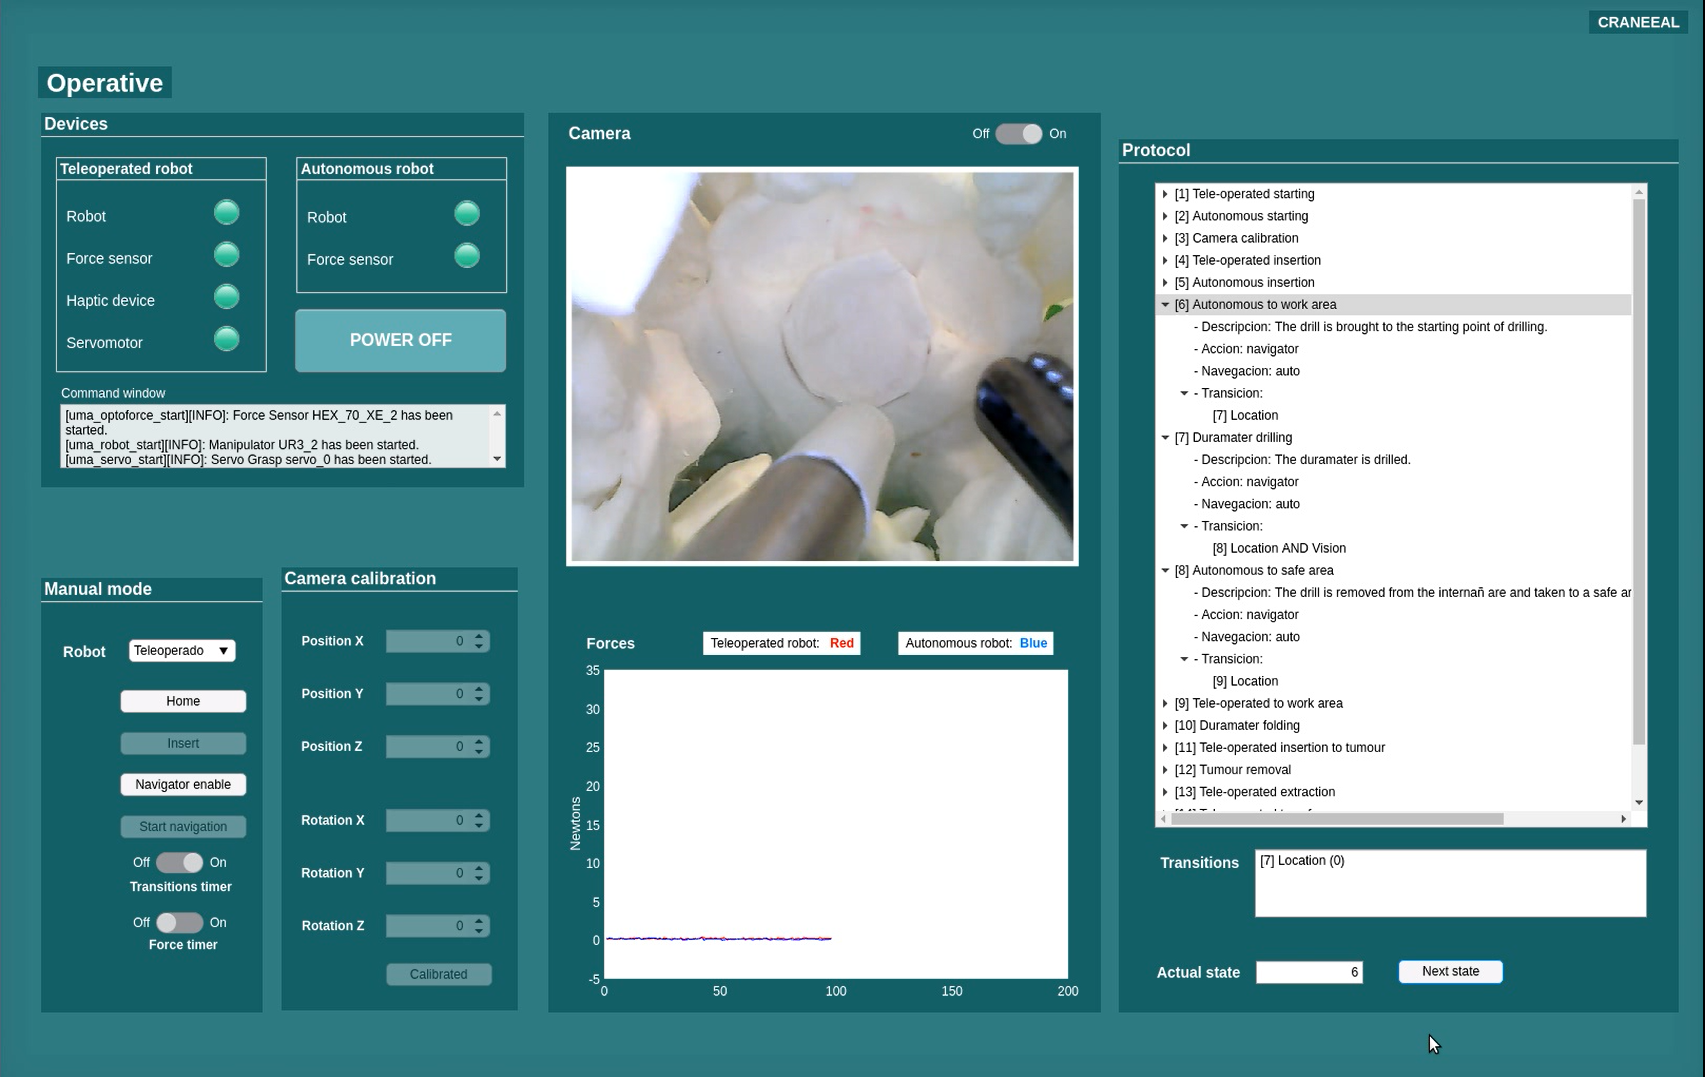 CRANEEAL
Operative
Devices
Teleoperated robot
Robot
Force sensor
Haptic device
Servomotor
Autonomous robot
Robot
Force sensor
POWER OFF
Command window
[uma_optoforce_start][INFO]: Force Sensor HEX_70_XE_2 has been
started.
[uma_robot_start][INFO]: Manipulator UR3_2 has been started.
[uma_servo_start][INFO]: Servo Grasp servo_0 has been started.
Manual mode
Robot
Teleoperado
Home
Insert
Navigator enable
Start navigation
Off On
Transitions timer
Off On
Force timer
Camera calibration
Position X 0
Position Y 0
Position Z 0
Rotation X 0
Rotation Y 0
Rotation Z 0
Calibrated
Camera
Off On
Forces
Teleoperated robot: Red
Autonomous robot: Blue
Newtons
35
30
25
20
15
10
5
0
-5
0 50 100 150 200
Protocol
[1] Tele-operated starting
[2] Autonomous starting
[3] Camera calibration
[4] Tele-operated insertion
[5] Autonomous insertion
[6] Autonomous to work area
- Descripcion: The drill is brought to the starting point of drilling.
- Accion: navigator
- Navegacion: auto
- Transicion:
[7] Location
[7] Duramater drilling
- Descripcion: The duramater is drilled.
- Accion: navigator
- Navegacion: auto
- Transicion:
[8] Location AND Vision
[8] Autonomous to safe area
- Descripcion: The drill is removed from the internañ are and taken to a safe ar
- Accion: navigator
- Navegacion: auto
- Transicion:
[9] Location
[9] Tele-operated to work area
[10] Duramater folding
[11] Tele-operated insertion to tumour
[12] Tumour removal
[13] Tele-operated extraction
Transitions
[7] Location (0)
Actual state 6
Next state